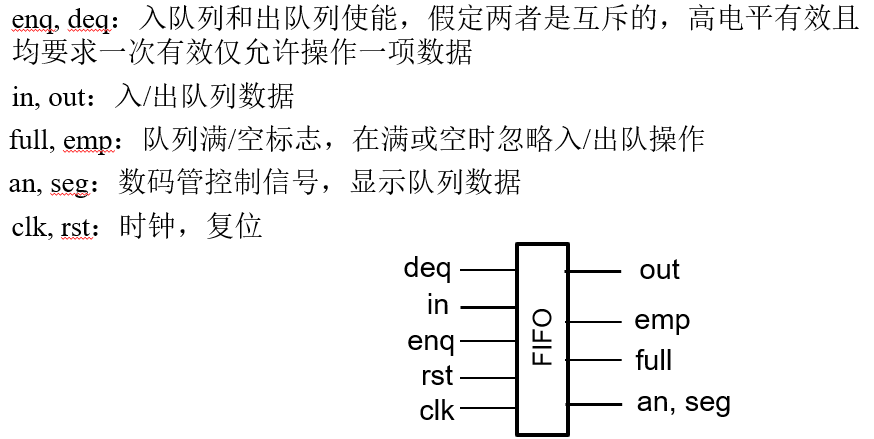 enq, deq：入队列和出队列使能，假定两者是互斥的，高电平有效且
均要求一次有效仅允许操作一项数据
in, out：入/出队列数据
full, emp：队列满/空标志，在满或空时忽略入/出队操作
an, seg：数码管控制信号，显示队列数据
clk, rst：时钟，复位
deq
in
enq
rst
clk
FIFO
out
emp
full
an, seg